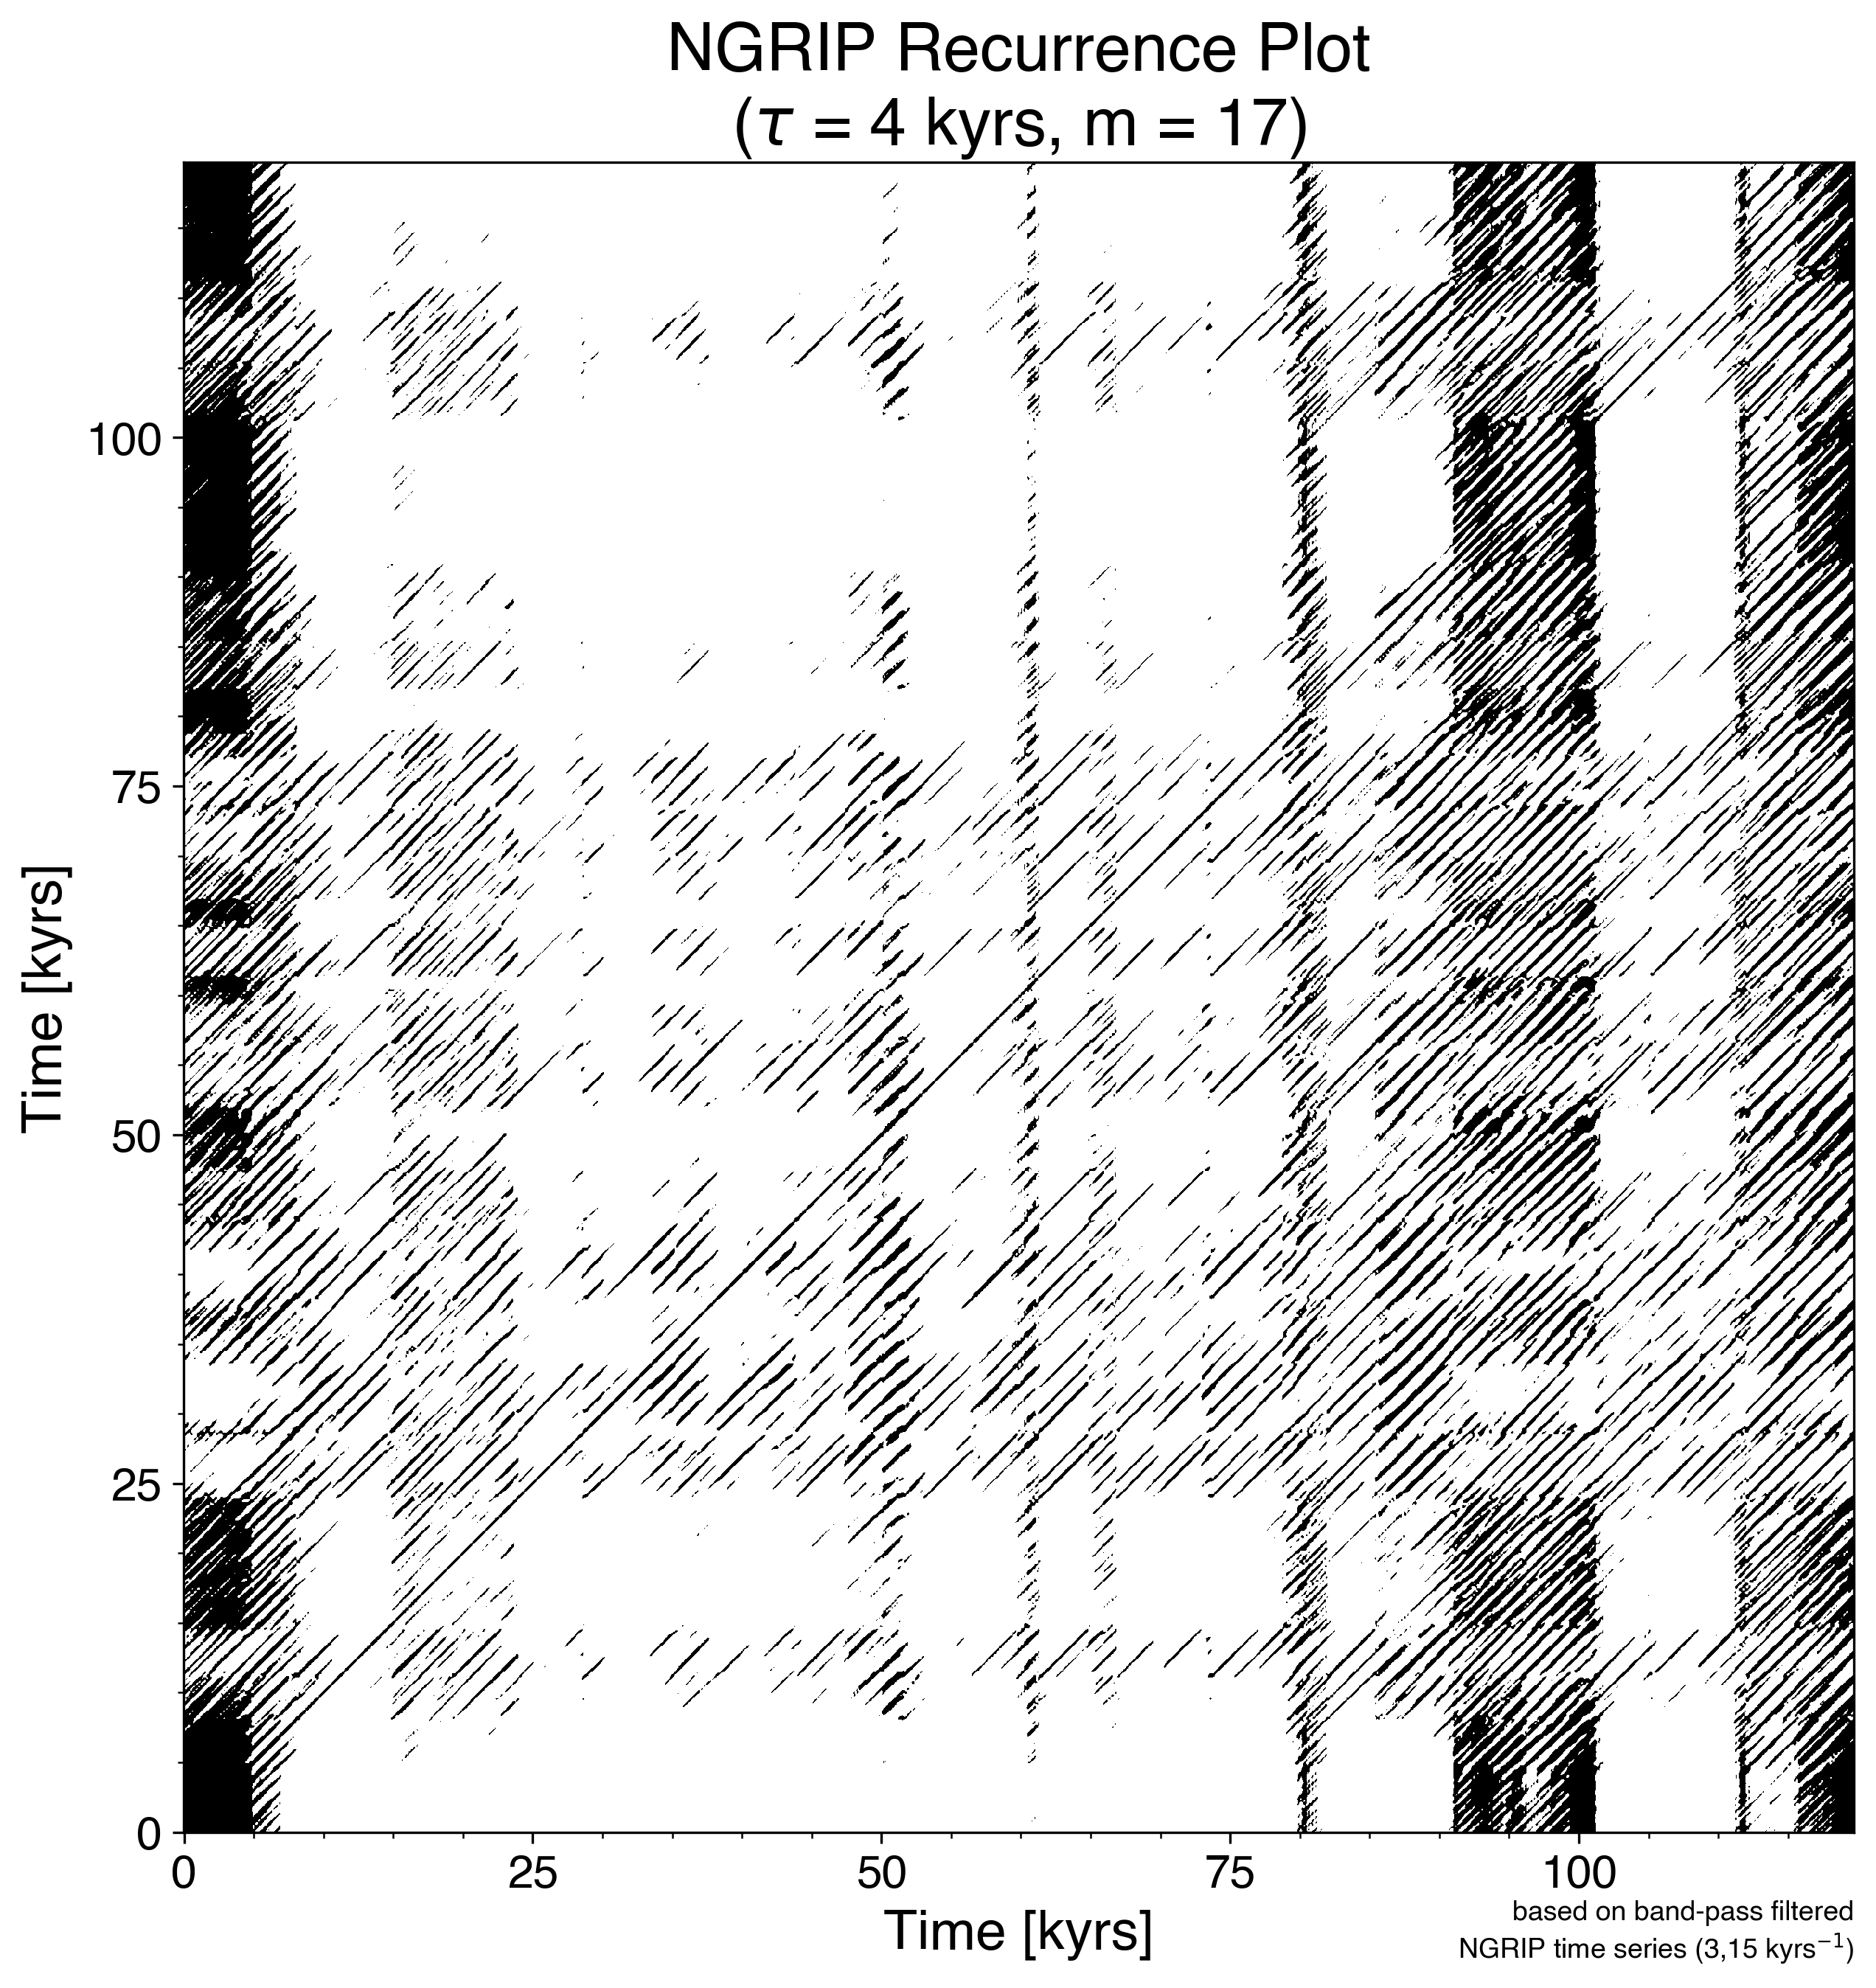 NGRIP Recurrence Plot
(τ = 4 kyrs, m = 17)
Time [kyrs]
100
75
50
25
0
0 25 50 75 100
Time [kyrs]
based on band-pass filtered
NGRIP time series (3,15 kyrs⁻¹)